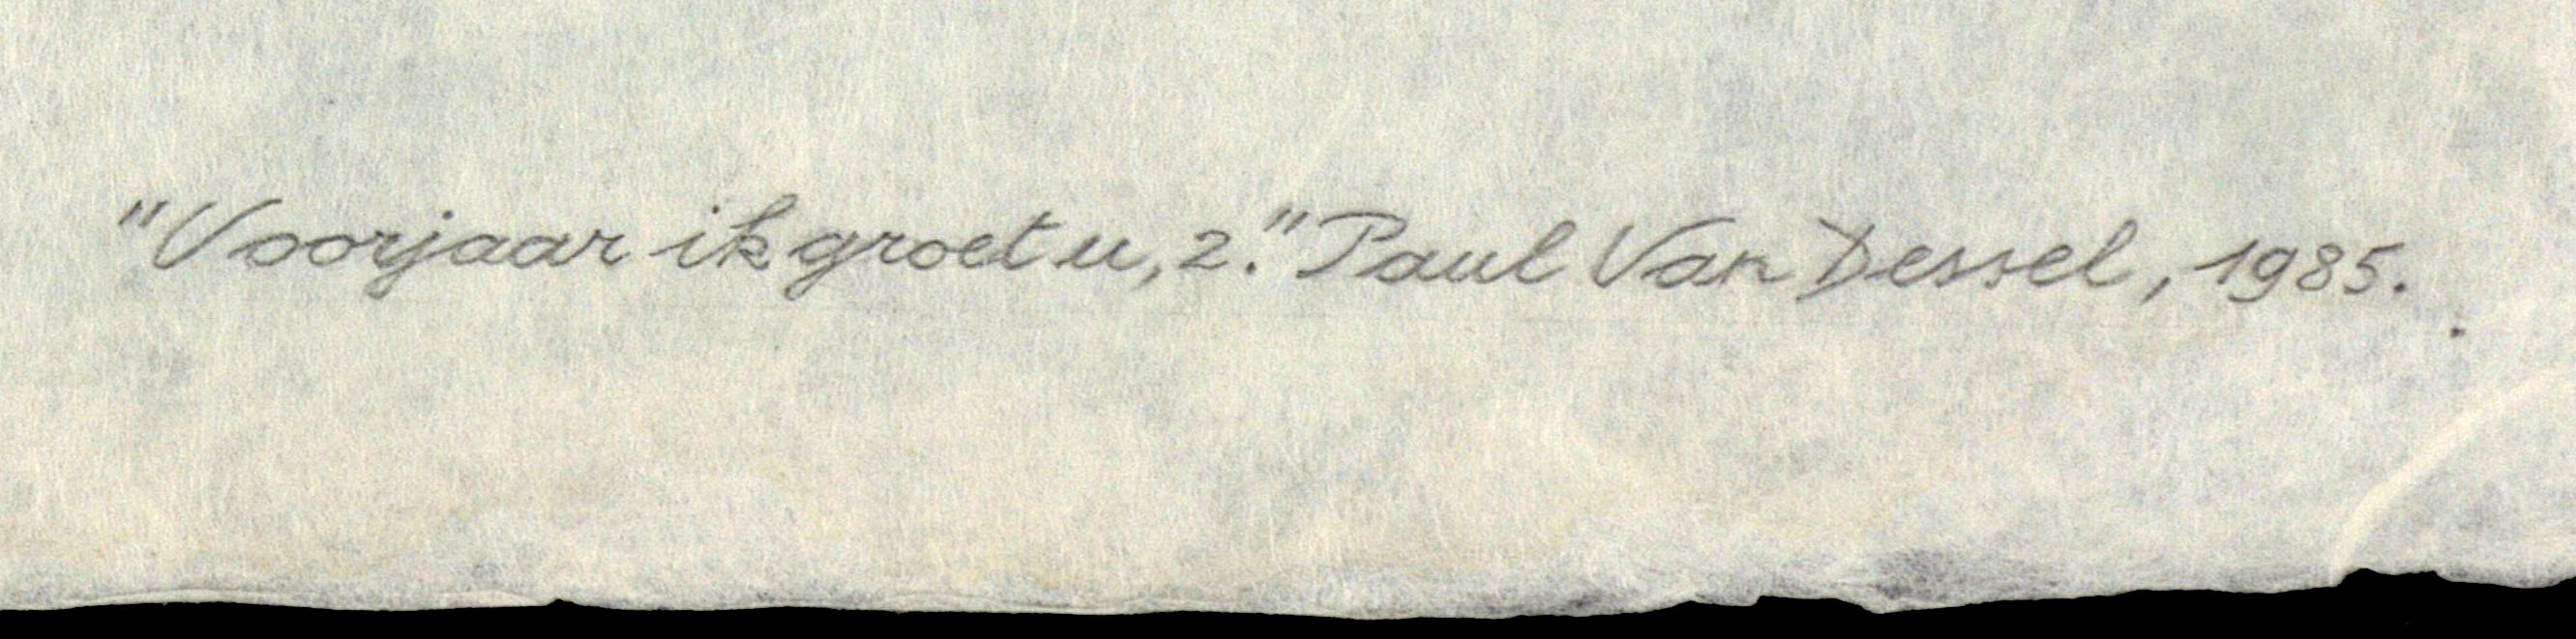 "Voorjaar ik groet u, 2." Paul Van Dessel, 1985.